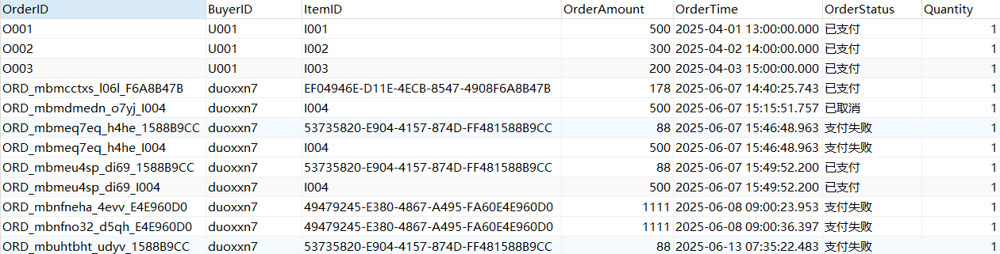 OrderID BuyerID ItemID OrderAmount OrderTime OrderStatus Quantity
O001 U001 I001 500 2025-04-01 13:00:00.000 已支付 1
O002 U001 I002 300 2025-04-02 14:00:00.000 已支付 1
O003 U001 I003 200 2025-04-03 15:00:00.000 已支付 1
ORD_mbmcctxs_l06l_F6A8B47B duoxxn7 EF04946E-D11E-4ECB-8547-4908F6A8B47B 178 2025-06-07 14:40:25.743 已支付 1
ORD_mbmdmedn_o7yj_I004 duoxxn7 I004 500 2025-06-07 15:15:51.757 已取消 1
ORD_mbmeq7eq_h4he_1588B9CC duoxxn7 53735820-E904-4157-874D-FF481588B9CC 88 2025-06-07 15:46:48.963 支付失败 1
ORD_mbmeq7eq_h4he_I004 duoxxn7 I004 500 2025-06-07 15:46:48.963 支付失败 1
ORD_mbmeu4sp_di69_1588B9CC duoxxn7 53735820-E904-4157-874D-FF481588B9CC 88 2025-06-07 15:49:52.200 已支付 1
ORD_mbmeu4sp_di69_I004 duoxxn7 I004 500 2025-06-07 15:49:52.200 已支付 1
ORD_mbnfneha_4evv_E4E960D0 duoxxn7 49479245-E380-4867-A495-FA60E4E960D0 1111 2025-06-08 09:00:23.953 支付失败 1
ORD_mbnfno32_d5qh_E4E960D0 duoxxn7 49479245-E380-4867-A495-FA60E4E960D0 1111 2025-06-08 09:00:36.397 支付失败 1
ORD_mbuhtbht_udyv_1588B9CC duoxxn7 53735820-E904-4157-874D-FF481588B9CC 88 2025-06-13 07:35:22.483 支付失败 1